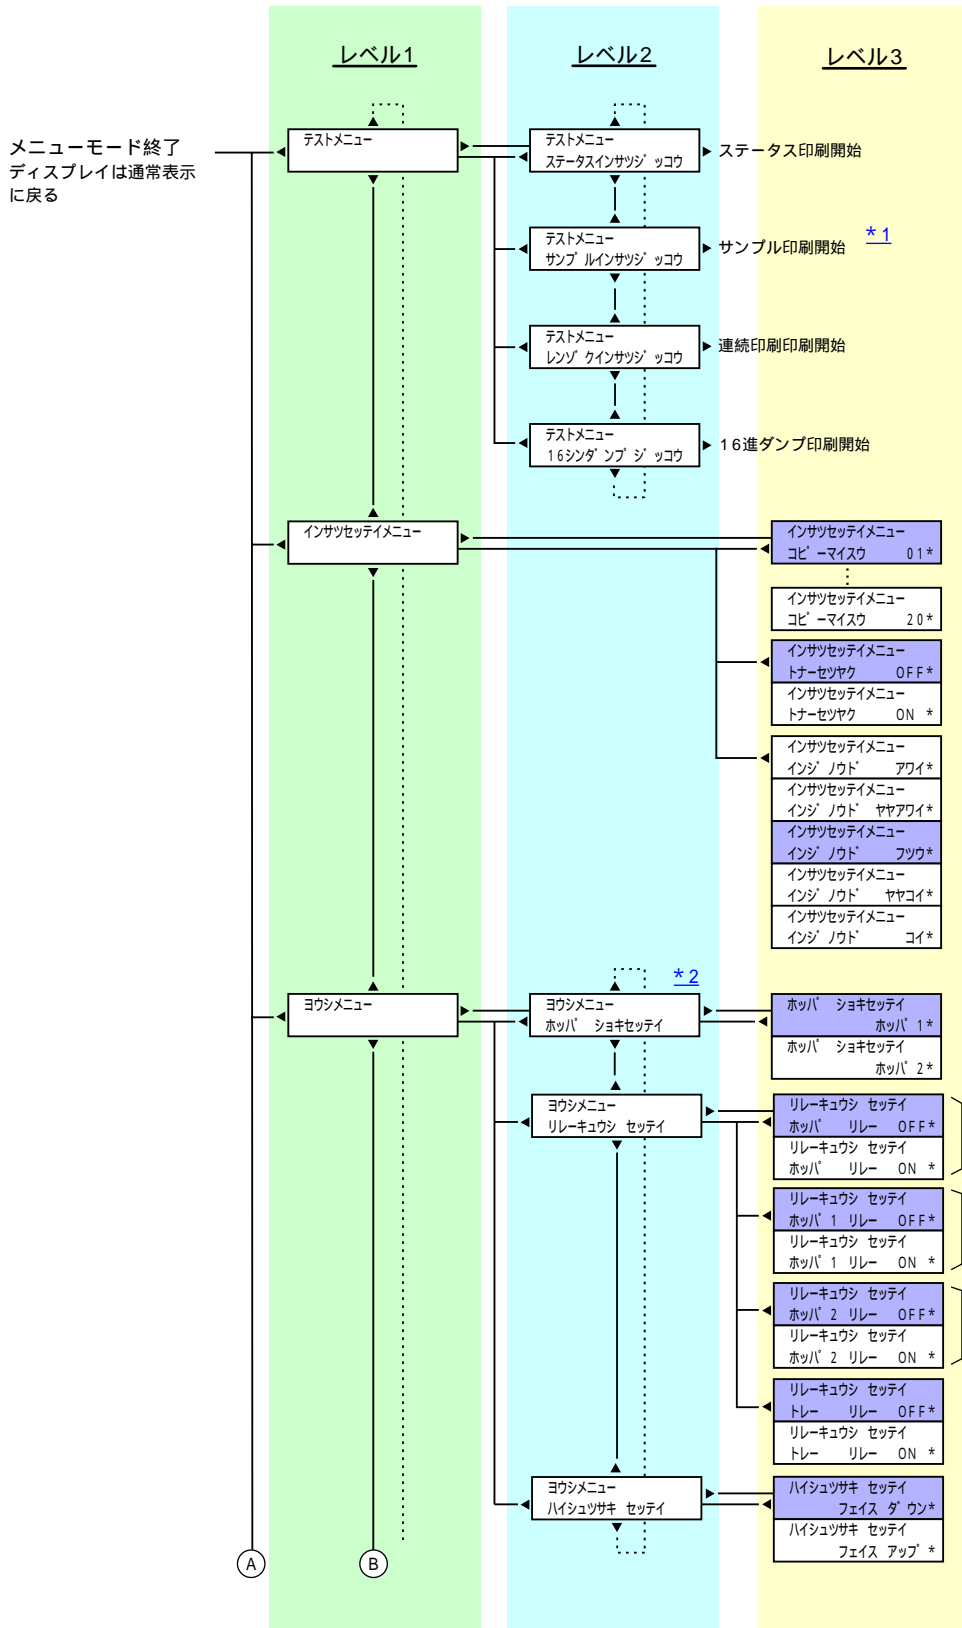 レベル1
レベル2
レベル3
メニューモード終了
ディスプレイは通常表示
に戻る
テストメニュー
テストメニュー
ステータスインサツジッコウ
ステータス印刷開始
テストメニュー
サンプルインサツジッコウ
サンプル印刷開始
*1
テストメニュー
レンゾクインサツジッコウ
連続印刷印刷開始
テストメニュー
16シンダンプジッコウ
16進ダンプ印刷開始
インサツセッテイメニュー
インサツセッテイメニュー
コピーマイスウ 01*
インサツセッテイメニュー
コピーマイスウ 20*
インサツセッテイメニュー
トナーセツヤク OFF*
インサツセッテイメニュー
トナーセツヤク ON *
インサツセッテイメニュー
インジノウド アワイ*
インサツセッテイメニュー
インジノウド ヤヤアワイ*
インサツセッテイメニュー
インジノウド フツウ*
インサツセッテイメニュー
インジノウド ヤヤコイ*
インサツセッテイメニュー
インジノウド コイ*
*2
ヨウシメニュー
ヨウシメニュー
ホッパ ショキセッテイ
ホッパ ショキセッテイ
ホッパ1*
ホッパ ショキセッテイ
ホッパ2*
ヨウシメニュー
リレーキュウシ セッテイ
リレーキュウシ セッテイ
ホッパ リレー OFF*
リレーキュウシ セッテイ
ホッパ リレー ON *
リレーキュウシ セッテイ
ホッパ1 リレー OFF*
リレーキュウシ セッテイ
ホッパ1 リレー ON *
リレーキュウシ セッテイ
ホッパ2 リレー OFF*
リレーキュウシ セッテイ
ホッパ2 リレー ON *
リレーキュウシ セッテイ
トレー リレー OFF*
リレーキュウシ セッテイ
トレー リレー ON *
ヨウシメニュー
ハイシュツサキ セッテイ
ハイシュツサキ セッテイ
フェイス ダウン*
ハイシュツサキ セッテイ
フェイス アップ*
A
B